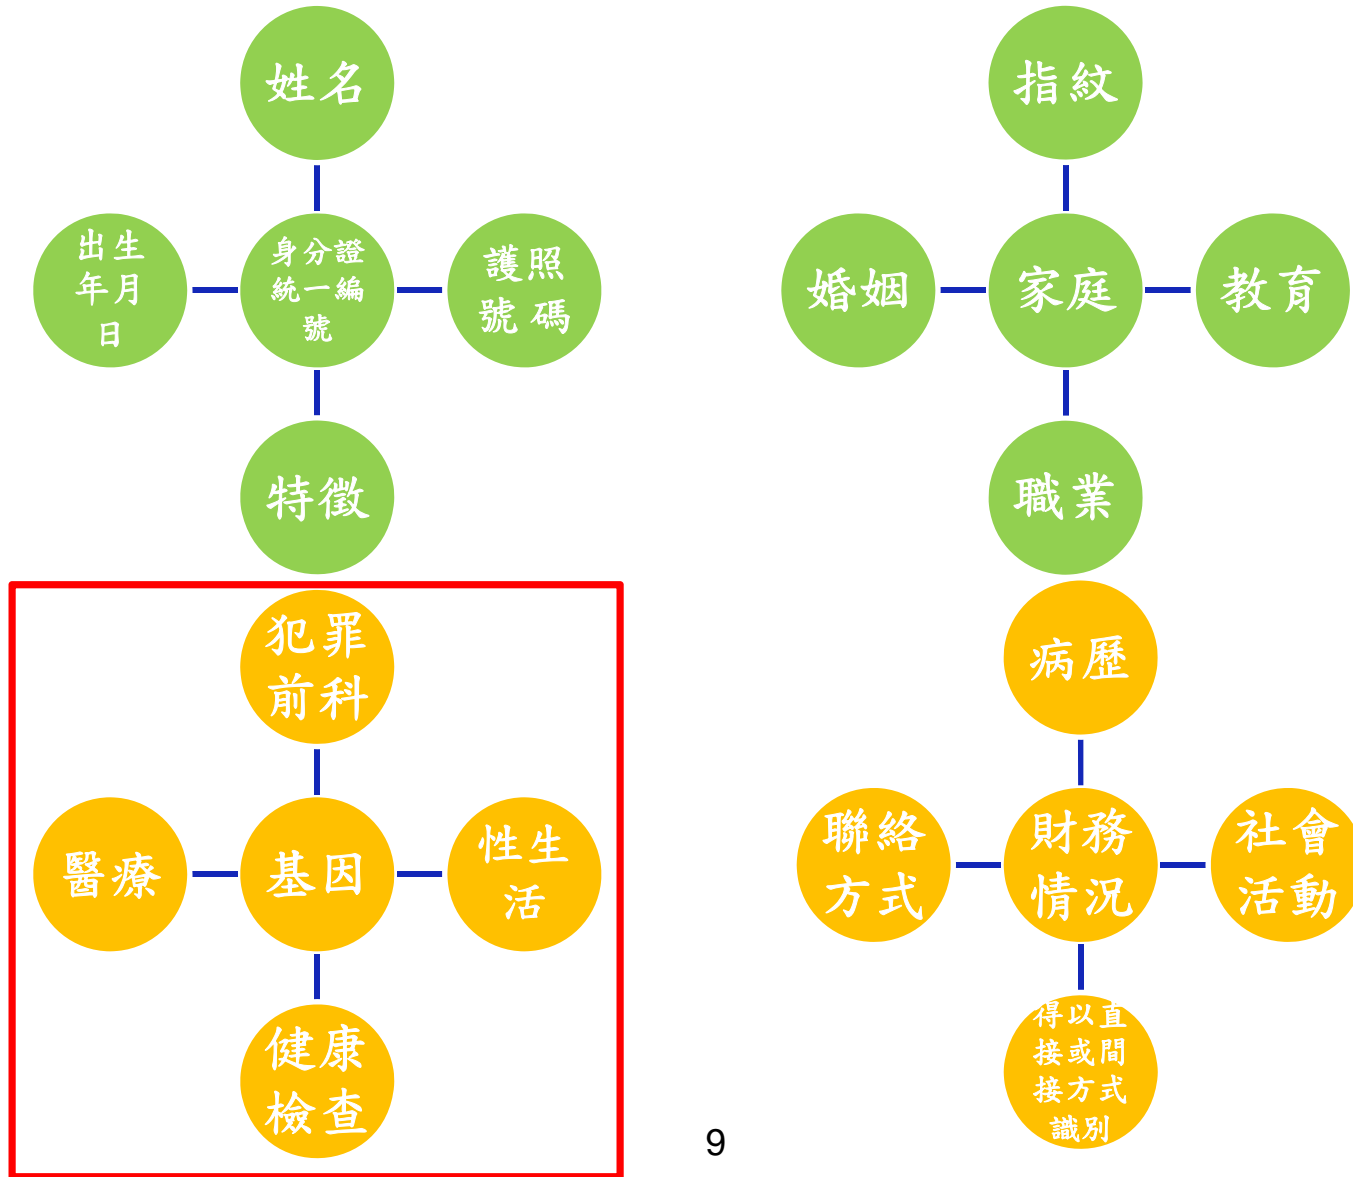 姓名
出生
年月
日
身分證
統一編
號
護照
號碼
特徵
指紋
婚姻
家庭
教育
職業
犯罪
前科
醫療
基因
性生
活
健康
檢查
病歷
聯絡
方式
財務
情況
社會
活動
得以直
接或間
接方式
識別
9